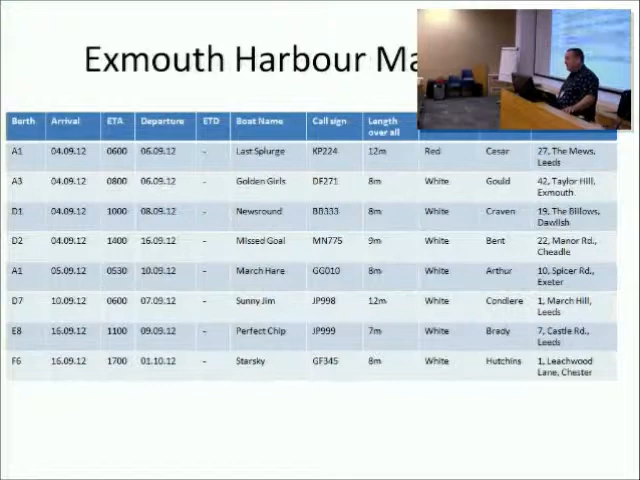 Exmouth Harbour Ma
Berth Arrival ETA Departure ETD Boat Name Call sign Length over all
A1 04.09.12 0600 06.09.12 - Last Splurge KP224 12m Red Cesar 27, The Mews, Leeds
A3 04.09.12 0800 06.09.12 - Golden Girls DF271 8m White Gould 42, Taylor Hill, Exmouth
D1 04.09.12 1000 08.09.12 - Newsround BB333 8m White Craven 19, The Billows, Dawlish
D2 04.09.12 1400 16.09.12 - Missed Goal MN775 9m White Bent 22, Manor Rd., Cheadle
A1 05.09.12 0530 10.09.12 - March Hare GG010 8m White Arthur 10, Spicer Rd., Exeter
D7 10.09.12 0600 07.09.12 - Sunny Jim JP998 12m White Condiere 1, March Hill, Leeds
E8 16.09.12 1100 09.09.12 - Perfect Chip JP999 7m White Brady 7, Castle Rd., Leeds
F6 16.09.12 1700 01.10.12 - Starsky GF345 8m White Hutchins 1, Leachwood Lane, Chester